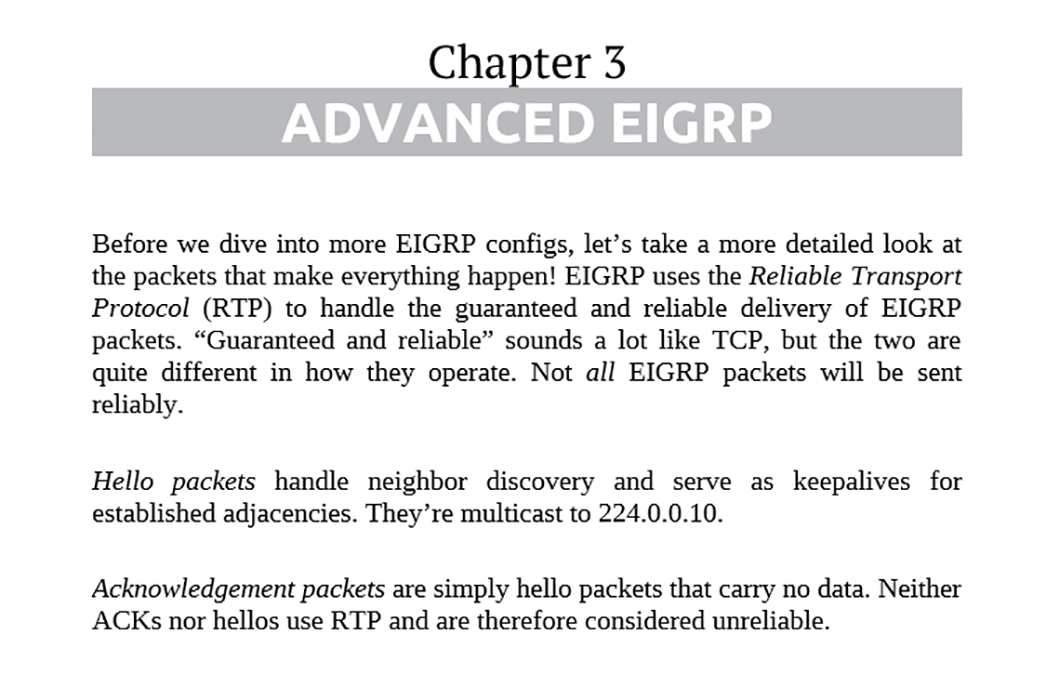 Chapter 3
ADVANCED EIGRP
Before we dive into more EIGRP configs, let’s take a more detailed look at
the packets that make everything happen! EIGRP uses the Reliable Transport
Protocol (RTP) to handle the guaranteed and reliable delivery of EIGRP
packets. “Guaranteed and reliable” sounds a lot like TCP, but the two are
quite different in how they operate. Not all EIGRP packets will be sent
reliably.
Hello packets handle neighbor discovery and serve as keepalives for
established adjacencies. They’re multicast to 224.0.0.10.
Acknowledgement packets are simply hello packets that carry no data. Neither
ACKs nor hellos use RTP and are therefore considered unreliable.